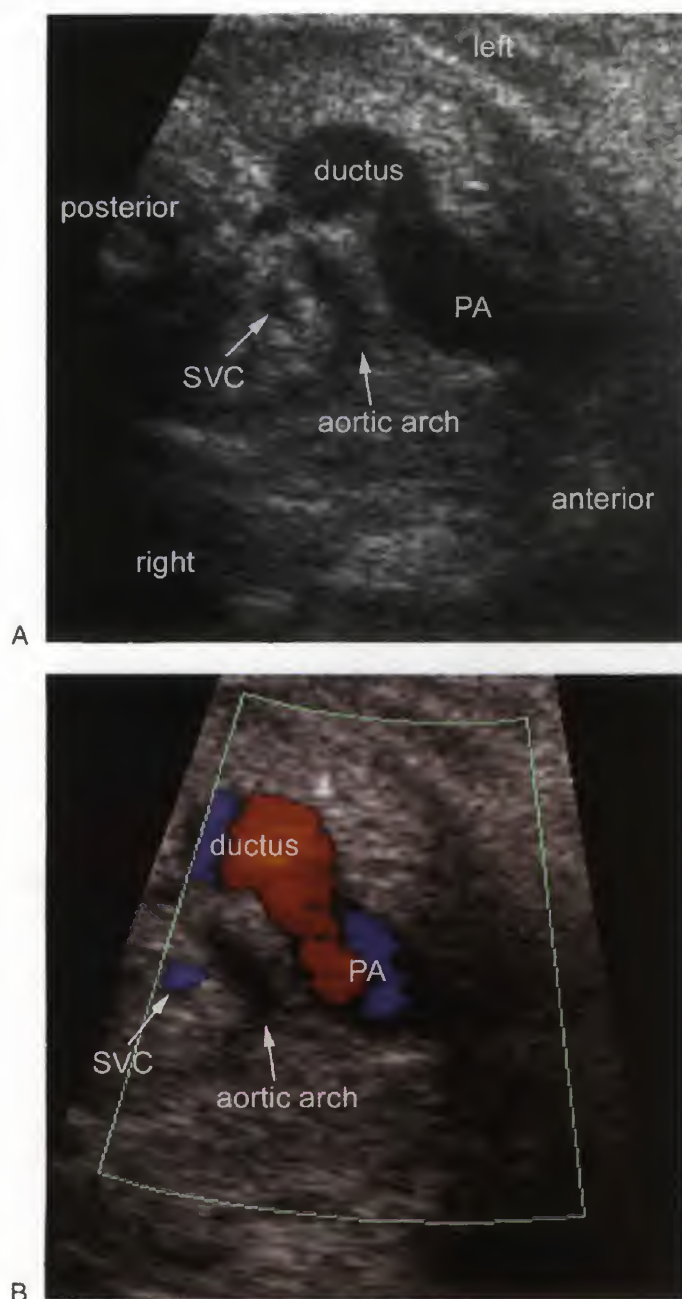 left
ductus
posterior
PA
SVC
aortic arch
anterior
right
A
ductus
PA
SVC
aortic arch
B